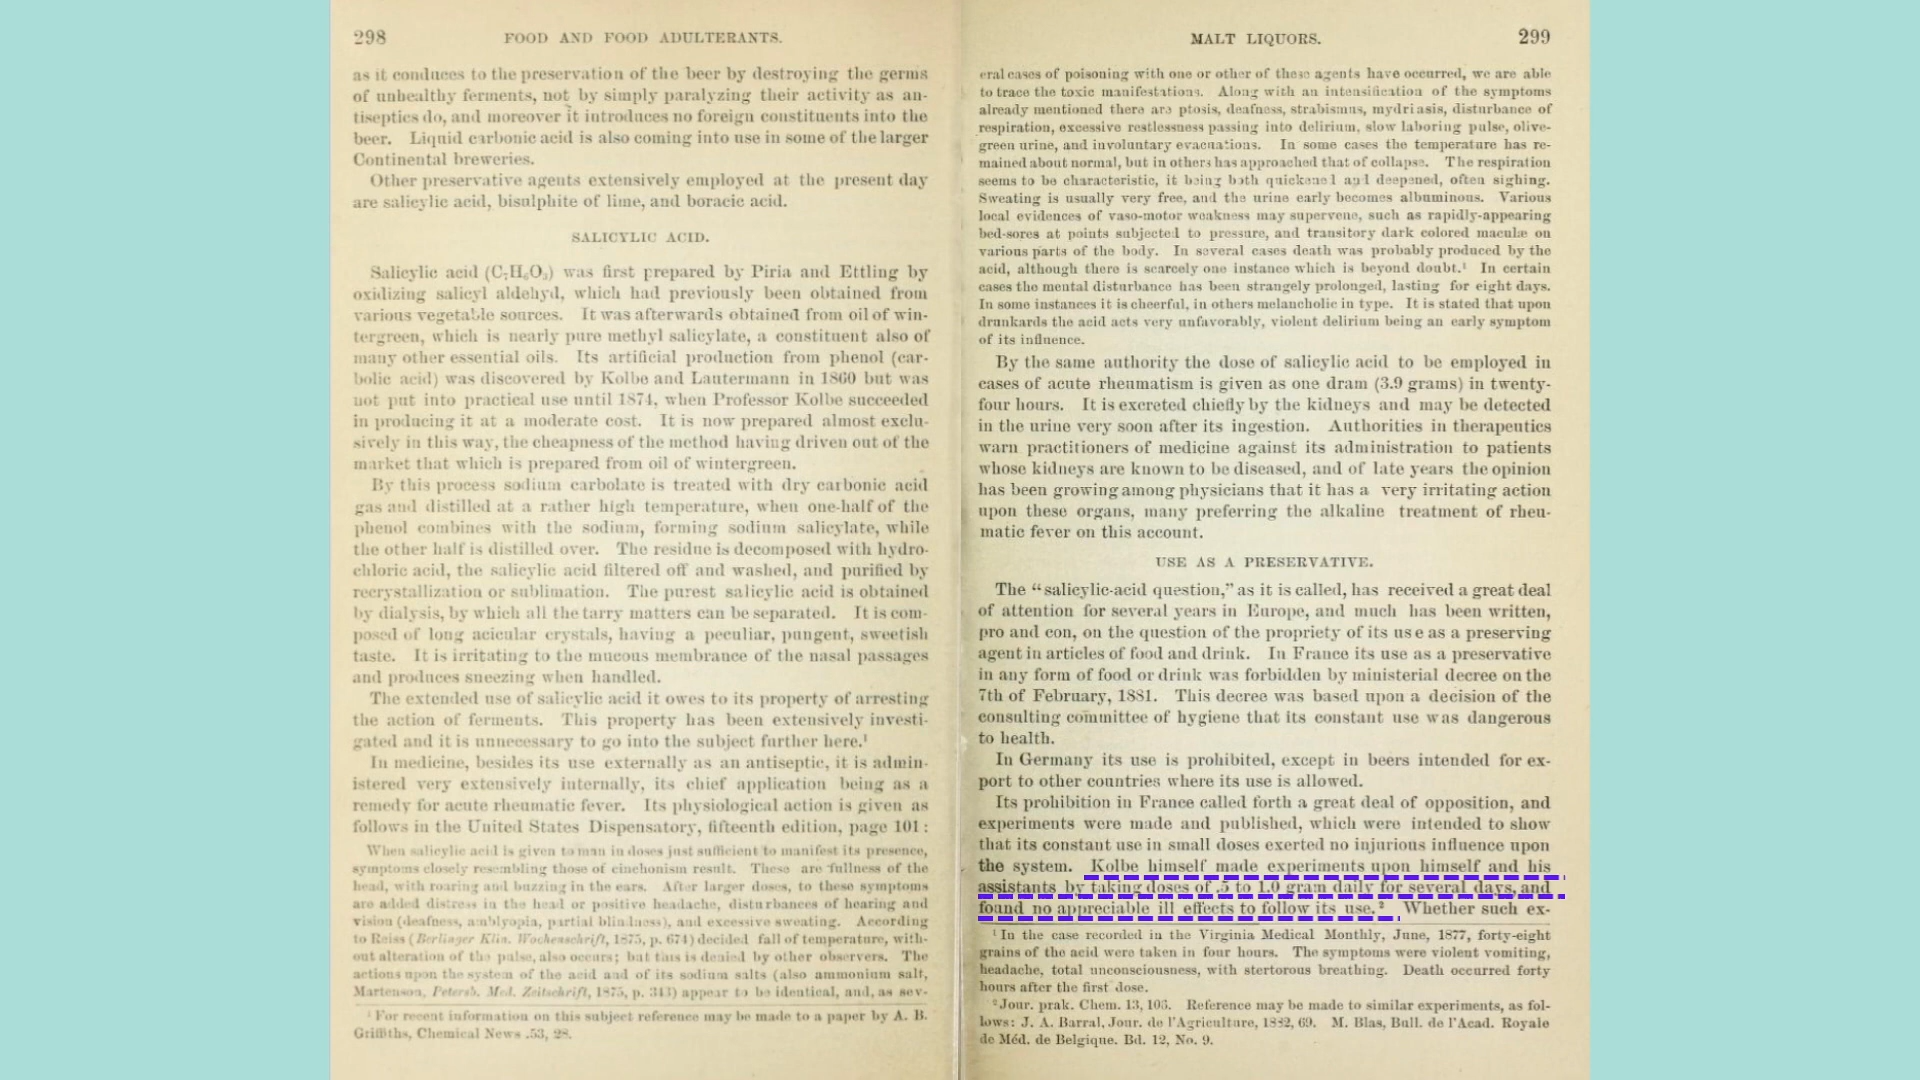 298
FOOD AND FOOD ADULTERANTS.
as it conduces to the preservation of the beer by destroying the germs
of unhealthy ferments, not by simply paralyzing their activity as an-
tiseptics do, and moreover it introduces no foreign constituents into the
beer. Liquid carbonic acid is also coming into use in some of the larger
Continental breweries.
Other preservative agents extensively employed at the present day
are salicylic acid, bisulphite of lime, and boracic acid.
SALICYLIC ACID.
Salicylic acid (C7H6O3) was first prepared by Piria and Ettling by
oxidizing salicyl aldehyd, which had previously been obtained from
various vegetable sources. It was afterwards obtained from oil of win-
tergreen, which is nearly pure methyl salicylate, a constituent also of
many other essential oils. Its artificial production from phenol (car-
bolic acid) was discovered by Kolbe and Lautermann in 1860 but was
not put into practical use until 1874, when Professor Kolbe succeeded
in producing it at a moderate cost. It is now prepared almost exclu-
sively in this way, the cheapness of the method having driven out of the
market that which is prepared from oil of wintergreen.
By this process sodium carbolate is treated with dry carbonic acid
gas and distilled at a rather high temperature, when one-half of the
phenol combines with the sodium, forming sodium salicylate, while
the other half is distilled over. The residue is decomposed with hydro-
chloric acid, the salicylic acid filtered off and washed, and purified by
recrystallization or sublimation. The purest salicylic acid is obtained
by dialysis, by which all the tarry matters can be separated. It is com-
posed of long acicular crystals, having a peculiar, pungent, sweetish
taste. It is irritating to the mucous membrance of the nasal passages
and produces sneezing when handled.
The extended use of salicylic acid it owes to its property of arresting
the action of ferments. This property has been extensively investi-
gated and it is unnecessary to go into the subject further here.¹
In medicine, besides its use externally as an antiseptic, it is admin-
istered very extensively internally, its chief application being as a
remedy for acute rheumatic fever. Its physiological action is given as
follows in the United States Dispensatory, fifteenth edition, page 101:
When salicylic acid is given to man in doses just sufficient to manifest its presence,
symptoms closely resembling those of cinchonism result. These are fullness of the
head, with roaring and buzzing in the ears. After larger doses, to these symptoms
are added distress in the head or positive headache, disturbances of hearing and
vision (deafness, amblyopia, partial blindness), and excessive sweating. According
to Reiss (Berlinger Klin. Wochenschrift, 1875, p. 674) decided fall of temperature, with-
out alteration of the pulse, also occurs; but this is denied by other observers. The
actions upon the system of the acid and of its sodium salts (also ammonium salt,
Martenson, Petersb. Med. Zeitschrift, 1875, p. 343) appear to be identical, and, as sev-
¹ For recent information on this subject reference may be made to a paper by A. B.
Griffiths, Chemical News .53, 28.
MALT LIQUORS.
299
eral cases of poisoning with one or other of these agents have occurred, we are able
to trace the toxic manifestations. Along with an intensification of the symptoms
already mentioned there are ptosis, deafness, strabismus, mydriasis, disturbance of
respiration, excessive restlessness passing into delirium, slow laboring pulse, olive-
green urine, and involuntary evacuations. In some cases the temperature has re-
mained about normal, but in others has approached that of collapse. The respiration
seems to be characteristic, it being both quickened and deepened, often sighing.
Sweating is usually very free, and the urine early becomes albuminous. Various
local evidences of vaso-motor weakness may supervene, such as rapidly-appearing
bed-sores at points subjected to pressure, and transitory dark colored maculæ on
various parts of the body. In several cases death was probably produced by the
acid, although there is scarcely one instance which is beyond doubt.¹ In certain
cases the mental disturbance has been strangely prolonged, lasting for eight days.
In some instances it is cheerful, in others melancholic in type. It is stated that upon
drunkards the acid acts very unfavorably, violent delirium being an early symptom
of its influence.
By the same authority the dose of salicylic acid to be employed in
cases of acute rheumatism is given as one dram (3.9 grams) in twenty-
four hours. It is excreted chiefly by the kidneys and may be detected
in the urine very soon after its ingestion. Authorities in therapeutics
warn practitioners of medicine against its administration to patients
whose kidneys are known to be diseased, and of late years the opinion
has been growing among physicians that it has a very irritating action
upon these organs, many preferring the alkaline treatment of rheu-
matic fever on this account.
USE AS A PRESERVATIVE.
The "salicylic-acid question," as it is called, has received a great deal
of attention for several years in Europe, and much has been written,
pro and con, on the question of the propriety of its use as a preserving
agent in articles of food and drink. In France its use as a preservative
in any form of food or drink was forbidden by ministerial decree on the
7th of February, 1881. This decree was based upon a decision of the
consulting committee of hygiene that its constant use was dangerous
to health.
In Germany its use is prohibited, except in beers intended for ex-
port to other countries where its use is allowed.
Its prohibition in France called forth a great deal of opposition, and
experiments were made and published, which were intended to show
that its constant use in small doses exerted no injurious influence upon
the system. Kolbe himself made experiments upon himself and his
assistants by taking doses of .5 to 1.0 gram daily for several days, and
found no appreciable ill effects to follow its use.² Whether such ex-
¹ In the case recorded in the Virginia Medical Monthly, June, 1877, forty-eight
grains of the acid were taken in four hours. The symptoms were violent vomiting,
headache, total unconsciousness, with stertorous breathing. Death occurred forty
hours after the first dose.
² Jour. prak. Chem. 13, 103. Reference may be made to similar experiments, as fol-
lows: J. A. Barral, Jour. de l'Agriculture, 1882, 69. M. Blas, Bull. de l'Acad. Royale
de Méd. de Belgique. Bd. 12, No. 9.